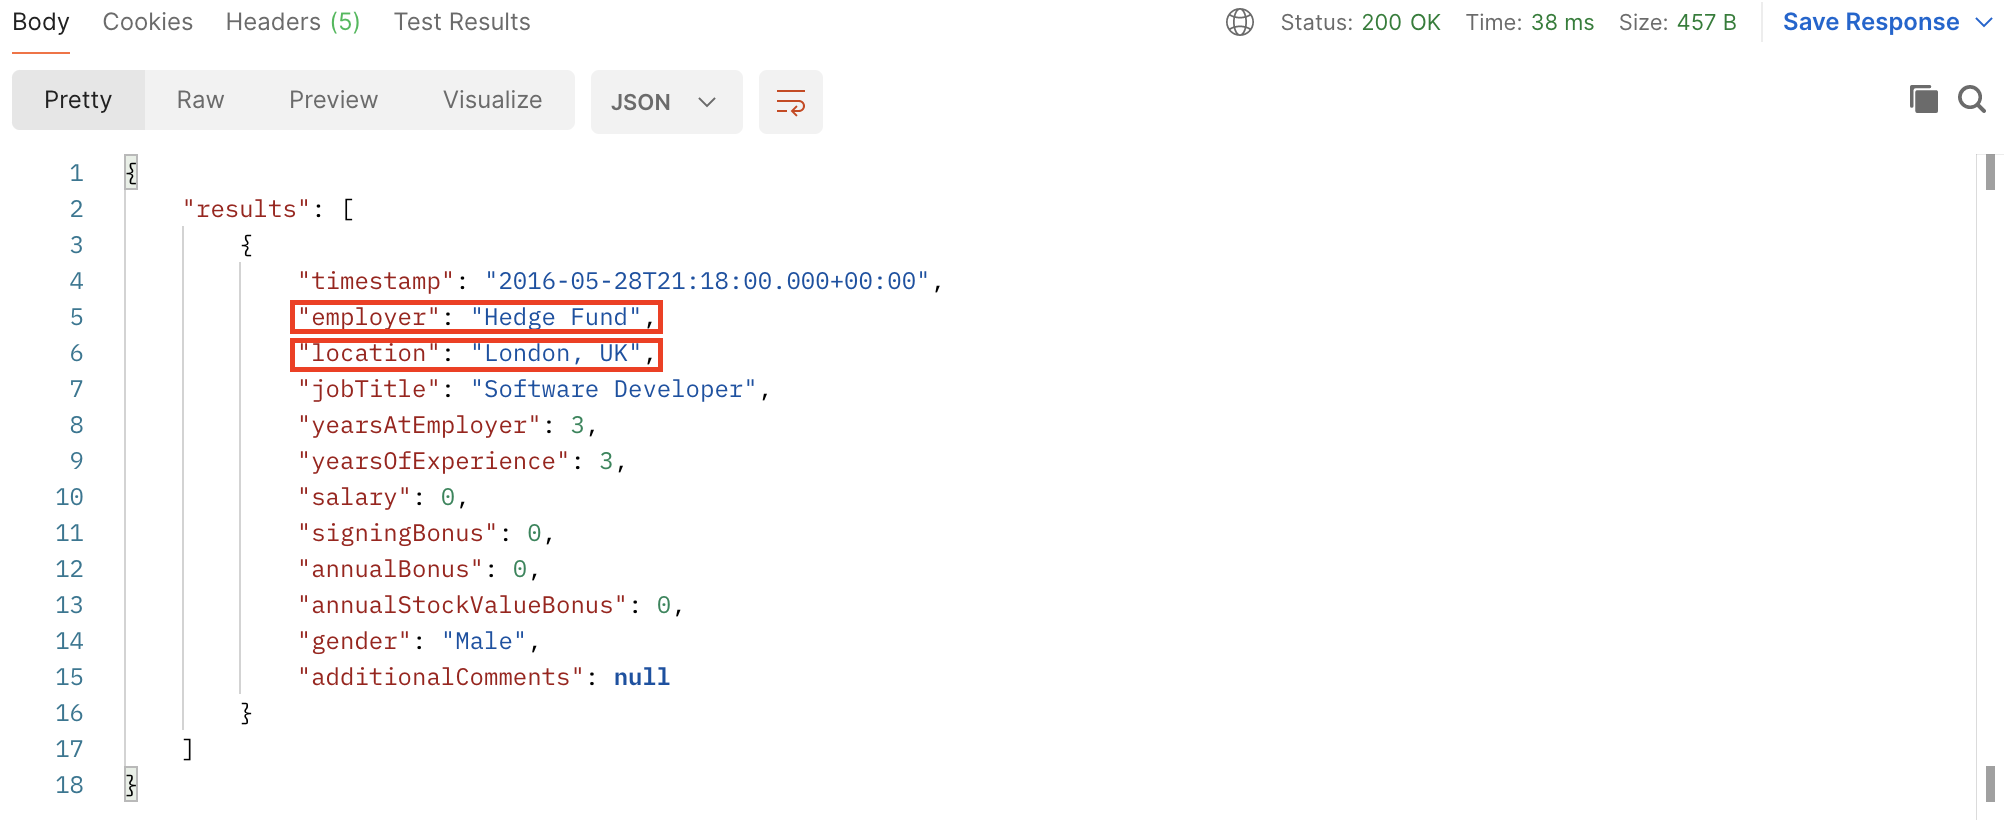 Body Cookies Headers (5) Test Results Status: 200 OK Time: 38 ms Size: 457 B Save Response
Pretty Raw Preview Visualize JSON
1 {
2 "results": [
3 {
4 "timestamp": "2016-05-28T21:18:00.000+00:00",
5 "employer": "Hedge Fund",
6 "location": "London, UK",
7 "jobTitle": "Software Developer",
8 "yearsAtEmployer": 3,
9 "yearsOfExperience": 3,
10 "salary": 0,
11 "signingBonus": 0,
12 "annualBonus": 0,
13 "annualStockValueBonus": 0,
14 "gender": "Male",
15 "additionalComments": null
16 }
17 ]
18 }